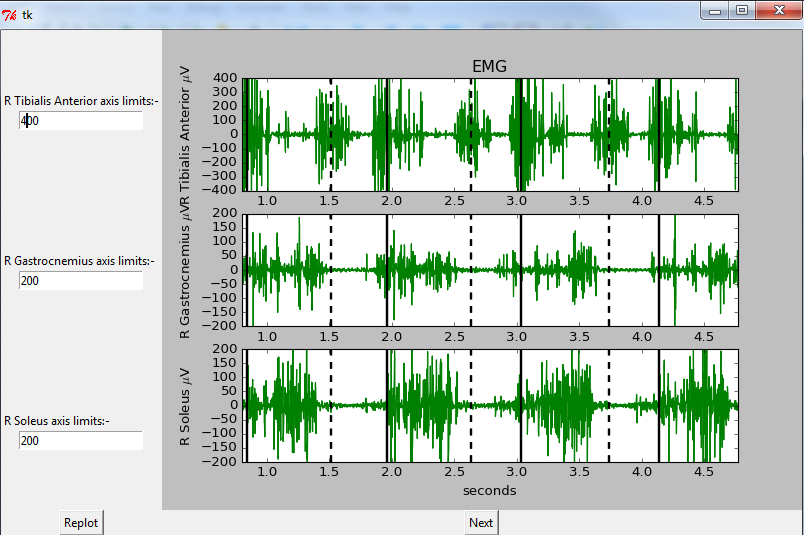 tk
R Tibialis Anterior axis limits:-
400
R Gastrocnemius axis limits:-
200
R Soleus axis limits:-
200
Replot
EMG
R Tibialis Anterior μV
400
300
200
100
0
−100
−200
−300
−400
1.0 1.5 2.0 2.5 3.0 3.5 4.0 4.5
R Gastrocnemius μV
200
150
100
50
0
−50
−100
−150
−200
1.0 1.5 2.0 2.5 3.0 3.5 4.0 4.5
R Soleus μV
200
150
100
50
0
−50
−100
−150
−200
1.0 1.5 2.0 2.5 3.0 3.5 4.0 4.5
seconds
Next